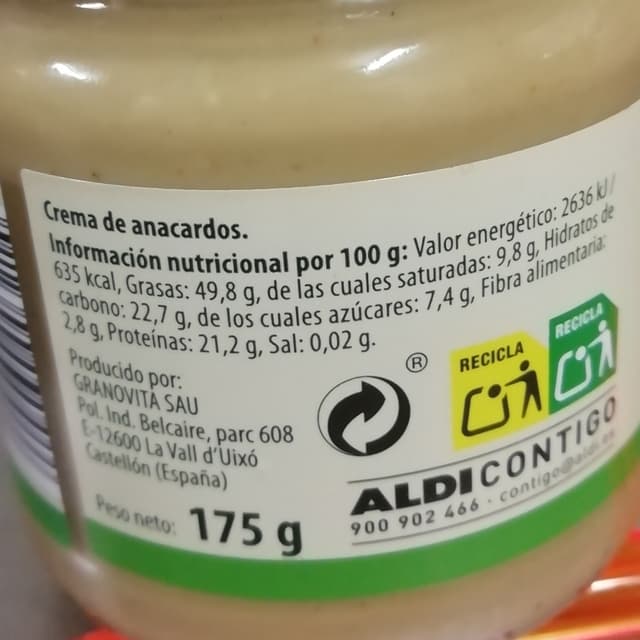 Crema de anacardos.
Información nutricional por 100 g: Valor energético: 2636 kJ /
635 kcal, Grasas: 49,8 g, de las cuales saturadas: 9,8 g, Hidratos de
carbono: 22,7 g, de los cuales azúcares: 7,4 g, Fibra alimentaria:
2,8 g, Proteínas: 21,2 g, Sal: 0,02 g.
Producido por:
GRANOVITA SAU
Pol. Ind. Belcaire, parc 608
E-12600 La Vall d'Uixó
Castellón (España)
Peso neto: 175 g
®
RECICLA
RECICLA
ALDICONTIGO
900 902 466 · contigo@aldi.es